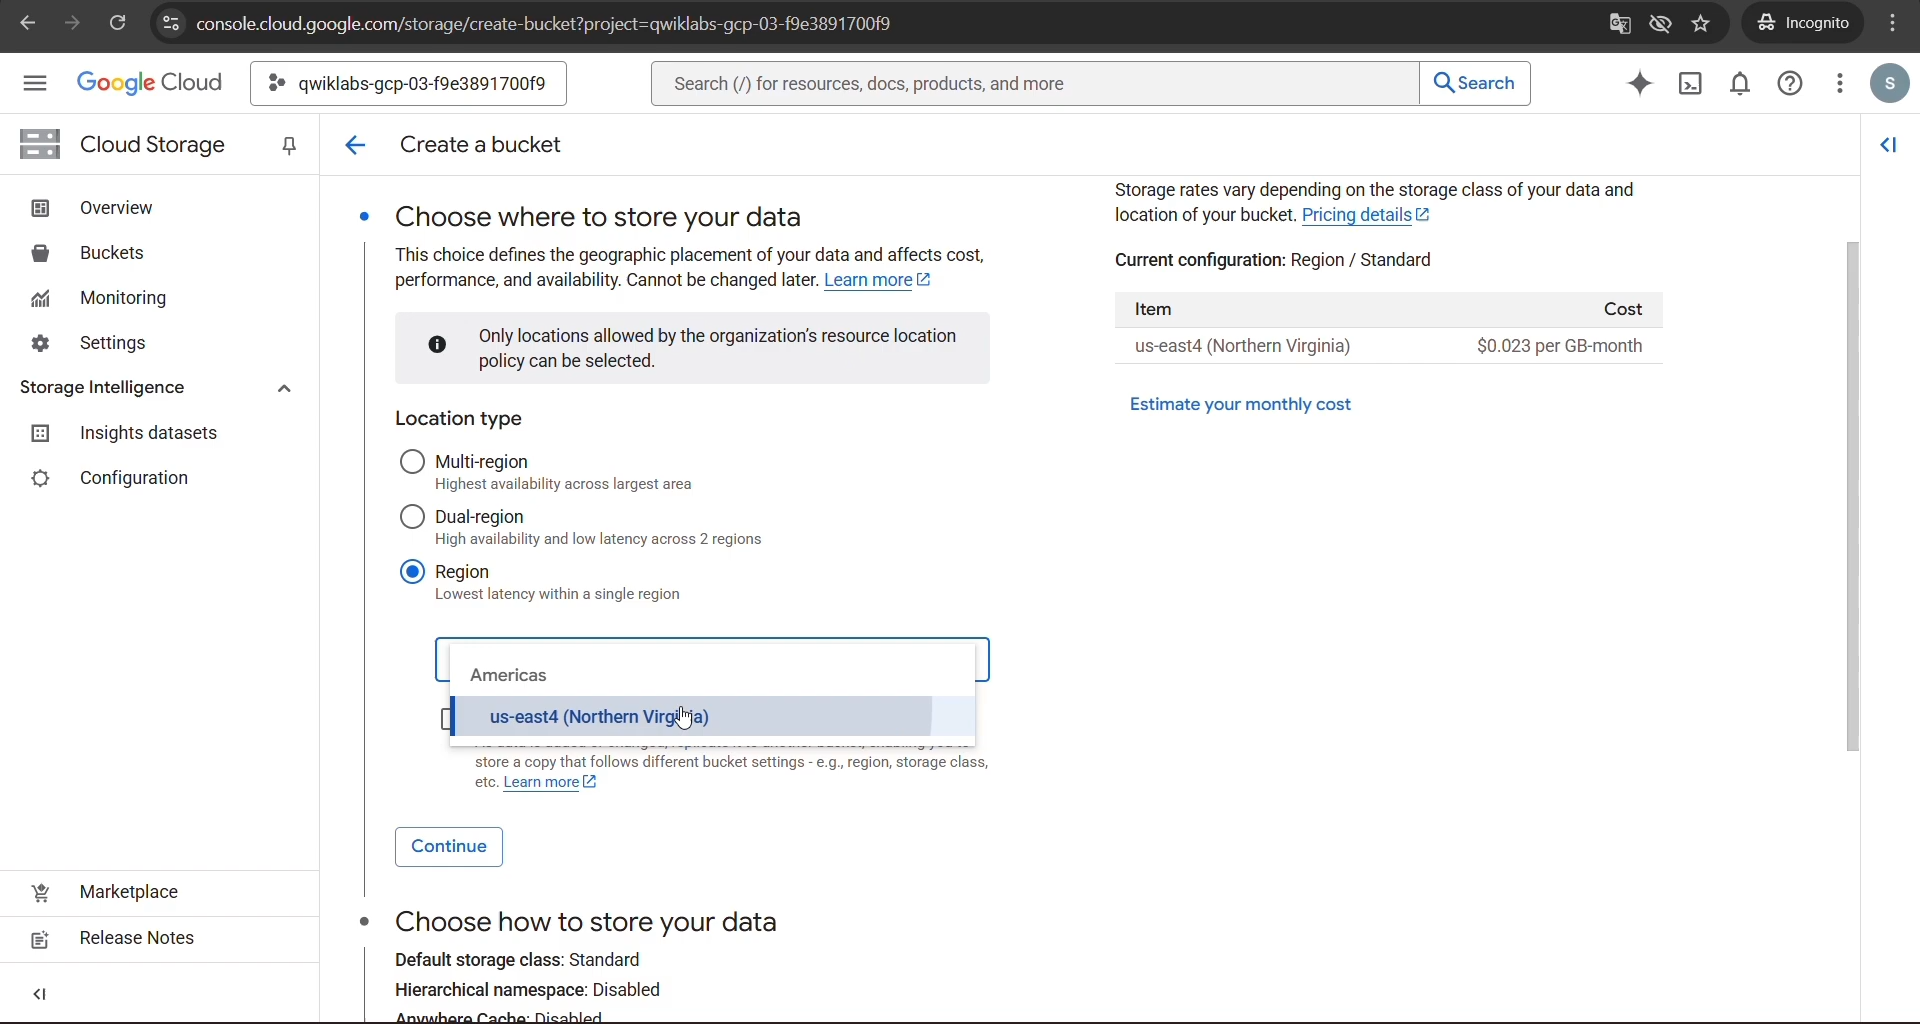 console.cloud.google.com/storage/create-bucket?project=qwiklabs-gcp-03-f9e3891700f9
Incognito
Google Cloud
qwiklabs-gcp-03-f9e3891700f9
Search (/) for resources, docs, products, and more
Search
S
Cloud Storage
Overview
Buckets
Monitoring
Settings
Storage Intelligence
Insights datasets
Configuration
Marketplace
Release Notes
Create a bucket
Choose where to store your data
This choice defines the geographic placement of your data and affects cost,
performance, and availability. Cannot be changed later. Learn more
Only locations allowed by the organization's resource location
policy can be selected.
Location type
Multi-region
Highest availability across largest area
Dual-region
High availability and low latency across 2 regions
Region
Lowest latency within a single region
Americas
us-east4 (Northern Virginia)
store a copy that follows different bucket settings - e.g., region, storage class,
etc. Learn more
Continue
Choose how to store your data
Default storage class: Standard
Hierarchical namespace: Disabled
Anywhere Cache: Disabled
Storage rates vary depending on the storage class of your data and
location of your bucket. Pricing details
Current configuration: Region / Standard
Item Cost
us-east4 (Northern Virginia) $0.023 per GB-month
Estimate your monthly cost